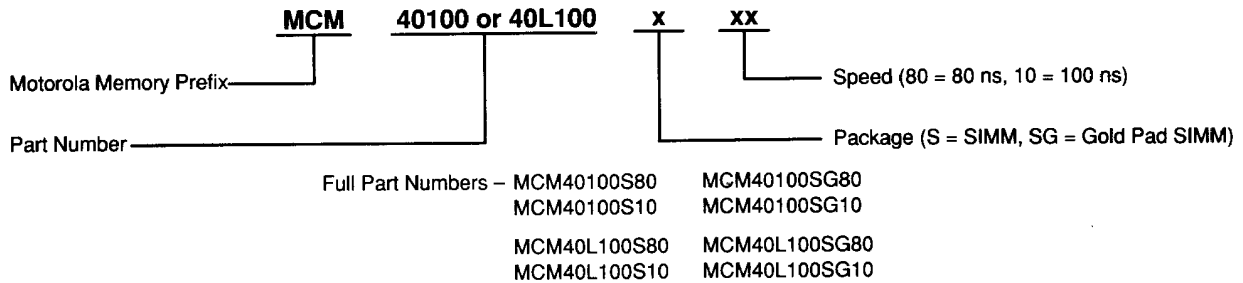 MCM 40100 or 40L100 x xx
Motorola Memory Prefix
Speed (80 = 80 ns, 10 = 100 ns)
Part Number
Package (S = SIMM, SG = Gold Pad SIMM)
Full Part Numbers – MCM40100S80 MCM40100SG80
MCM40100S10 MCM40100SG10
MCM40L100S80 MCM40L100SG80
MCM40L100S10 MCM40L100SG10